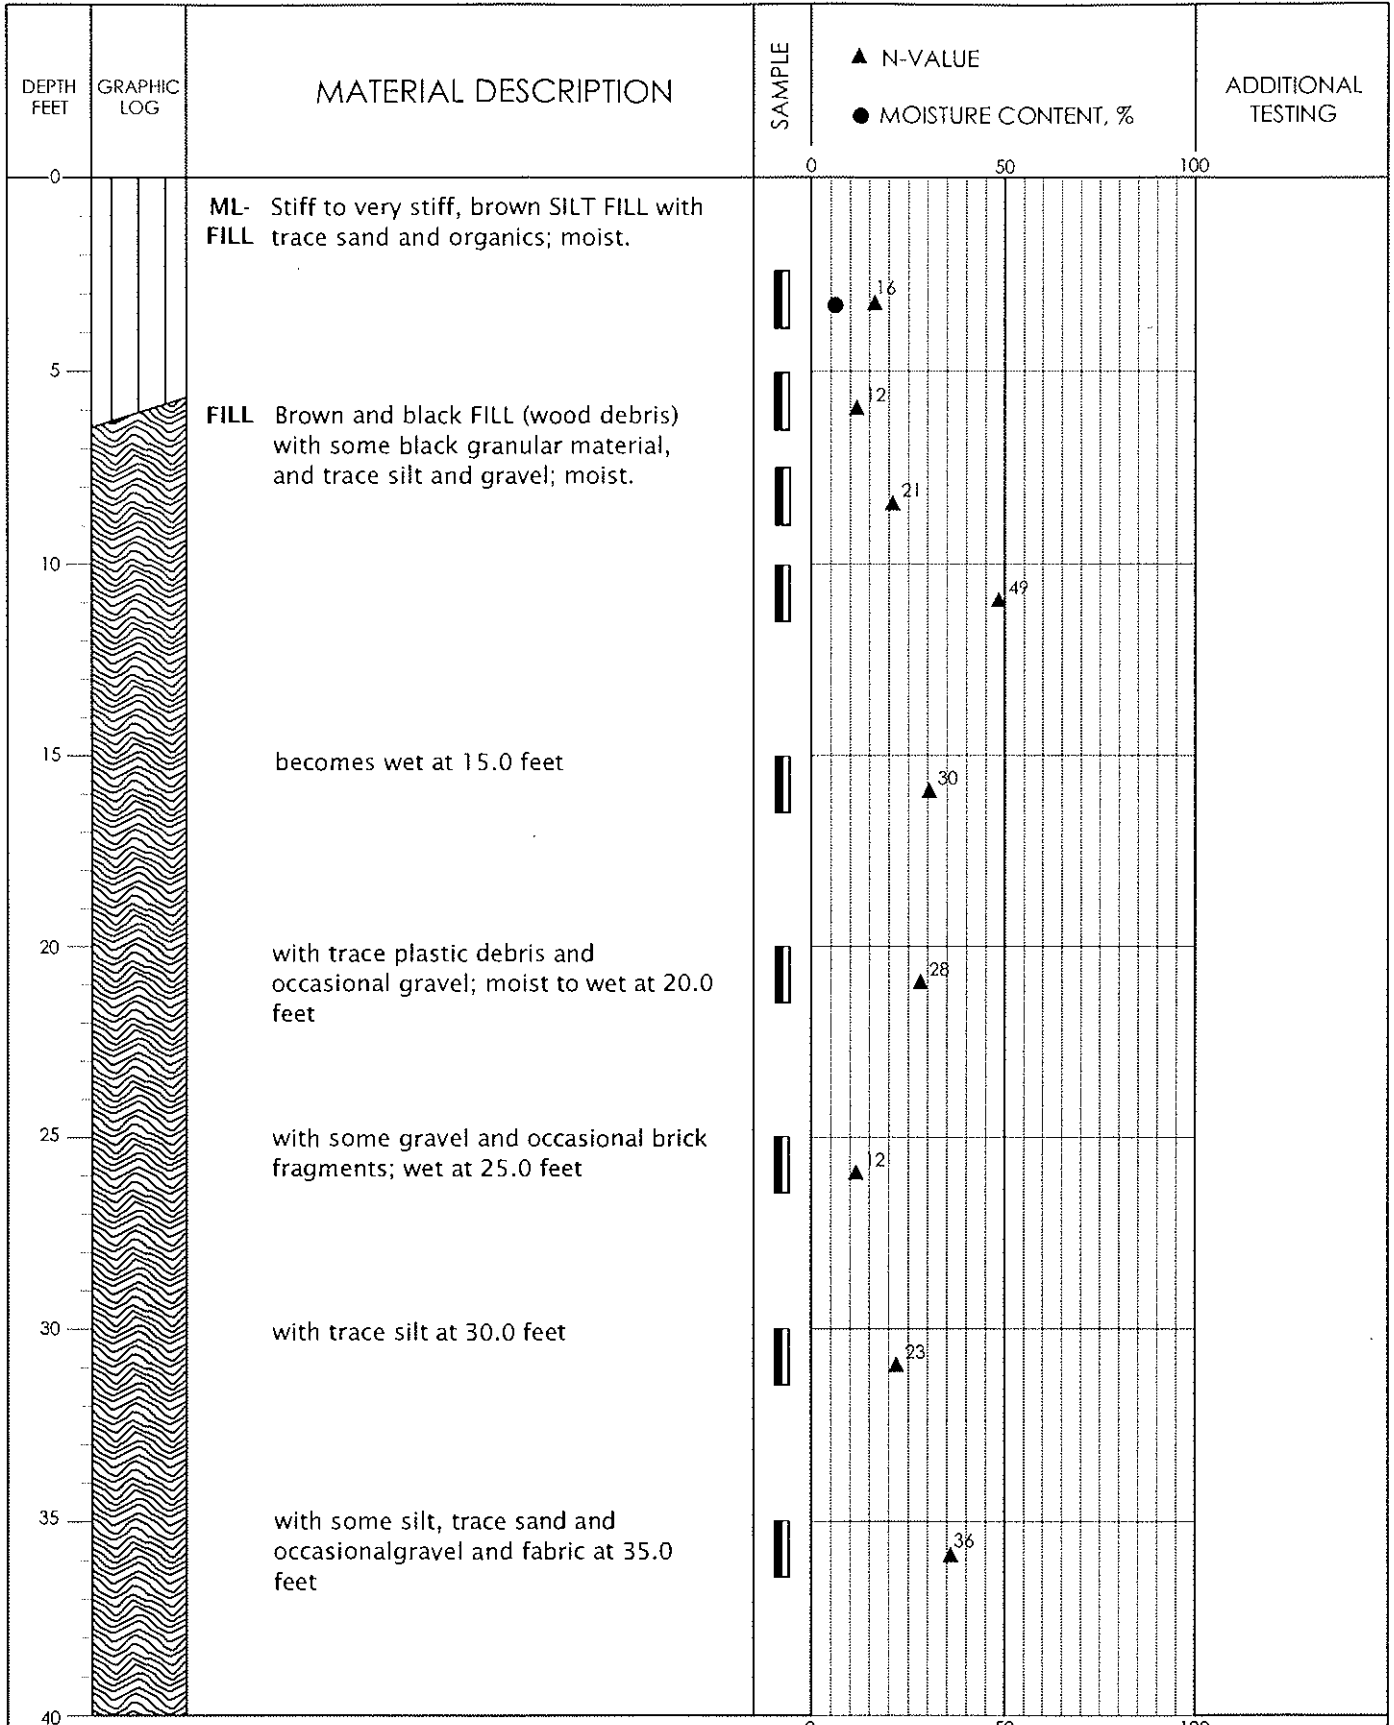 DEPTH
FEET
GRAPHIC
LOG
MATERIAL DESCRIPTION
SAMPLE
▲ N-VALUE
● MOISTURE CONTENT, %
ADDITIONAL
TESTING
0 50 100
0
ML- Stiff to very stiff, brown SILT FILL with
FILL trace sand and organics; moist.
16
5
12
FILL Brown and black FILL (wood debris)
with some black granular material,
and trace silt and gravel; moist.
21
10
49
15
becomes wet at 15.0 feet
30
20
with trace plastic debris and
occasional gravel; moist to wet at 20.0
feet
28
25
with some gravel and occasional brick
fragments; wet at 25.0 feet
12
30
with trace silt at 30.0 feet
23
35
with some silt, trace sand and
occasionalgravel and fabric at 35.0
feet
36
40
0 50 100